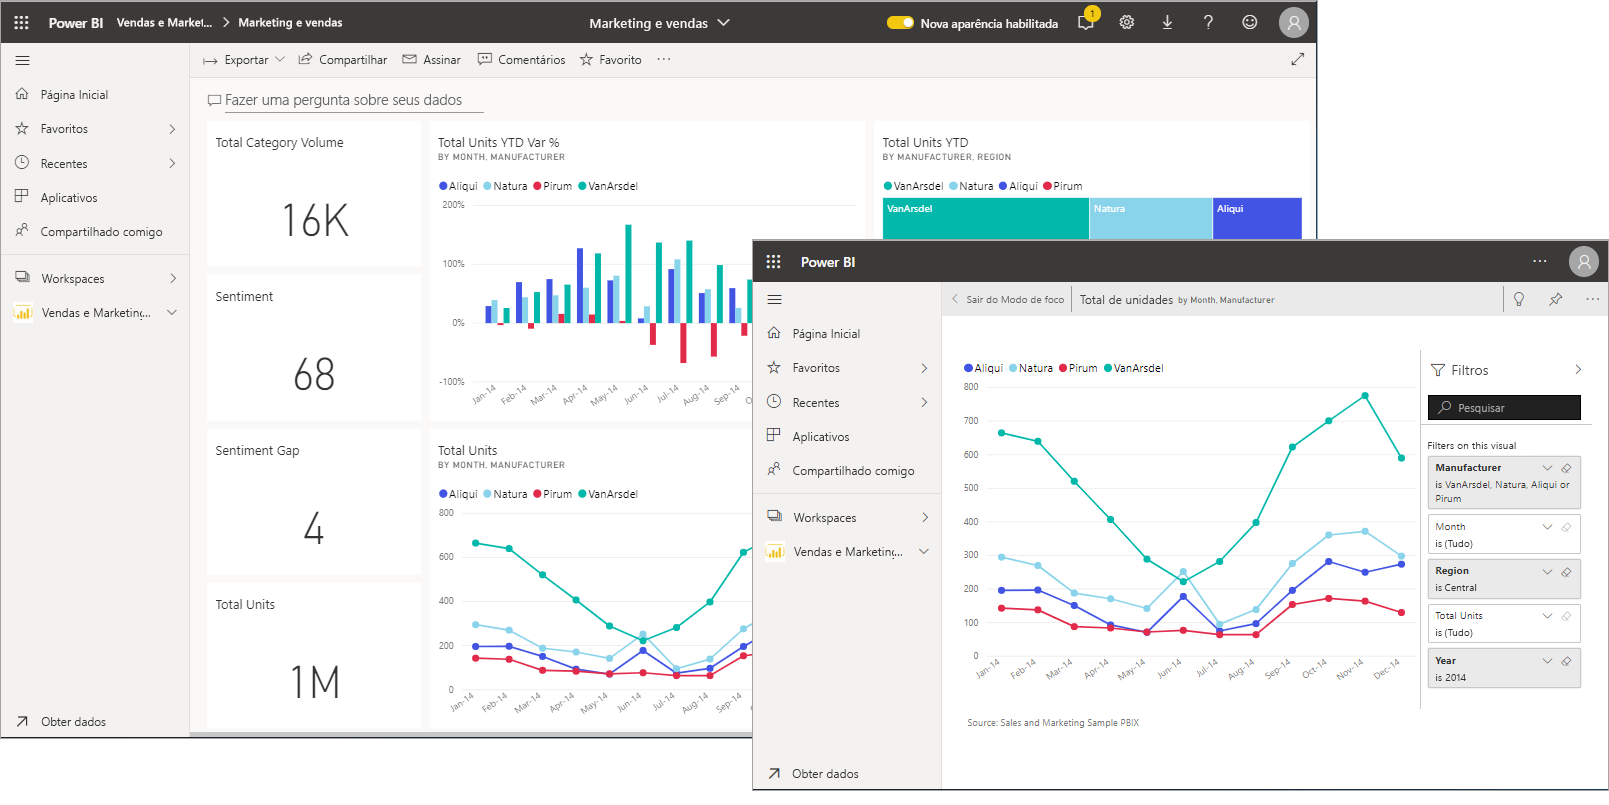 Power BI Vendas e Market... Marketing e vendas
Marketing e vendas
Nova aparência habilitada
1
?
Exportar Compartilhar Assinar Comentários Favorito ...
Página Inicial
Favoritos
Recentes
Aplicativos
Compartilhado comigo
Workspaces
Vendas e Marketing...
Obter dados
Fazer uma pergunta sobre seus dados
Total Category Volume
16K
Sentiment
68
Sentiment Gap
4
Total Units
1M
Total Units YTD Var %
BY MONTH, MANUFACTURER
Aliqui Natura Pirum VanArsdel
200%
100%
0%
-100%
Jan-14 Feb-14 Mar-14 Apr-14 May-14 Jun-14 Jul-14 Aug-14 Sep-14
Total Units
BY MONTH, MANUFACTURER
Aliqui Natura Pirum VanArsdel
800
600
400
200
0
Jan-14 Feb-14 Mar-14 Apr-14 May-14 Jun-14 Jul-14 Aug-14 Sep-14
Total Units YTD
BY MANUFACTURER, REGION
VanArsdel Natura Aliqui Pirum
VanArsdel Natura Aliqui
Power BI
...
Página Inicial
Favoritos
Recentes
Aplicativos
Compartilhado comigo
Workspaces
Vendas e Marketing...
Obter dados
Sair do Modo de foco Total de unidades by Month, Manufacturer
...
Aliqui Natura Pirum VanArsdel
800
700
600
500
400
300
200
100
0
Jan-14 Feb-14 Mar-14 Apr-14 May-14 Jun-14 Jul-14 Aug-14 Sep-14 Oct-14 Nov-14 Dec-14
Source: Sales and Marketing Sample PBIX
Filtros
Pesquisar
Filters on this visual
Manufacturer
is VanArsdel, Natura, Aliqui or
Pirum
Month
is (Tudo)
Region
is Central
Total Units
is (Tudo)
Year
is 2014